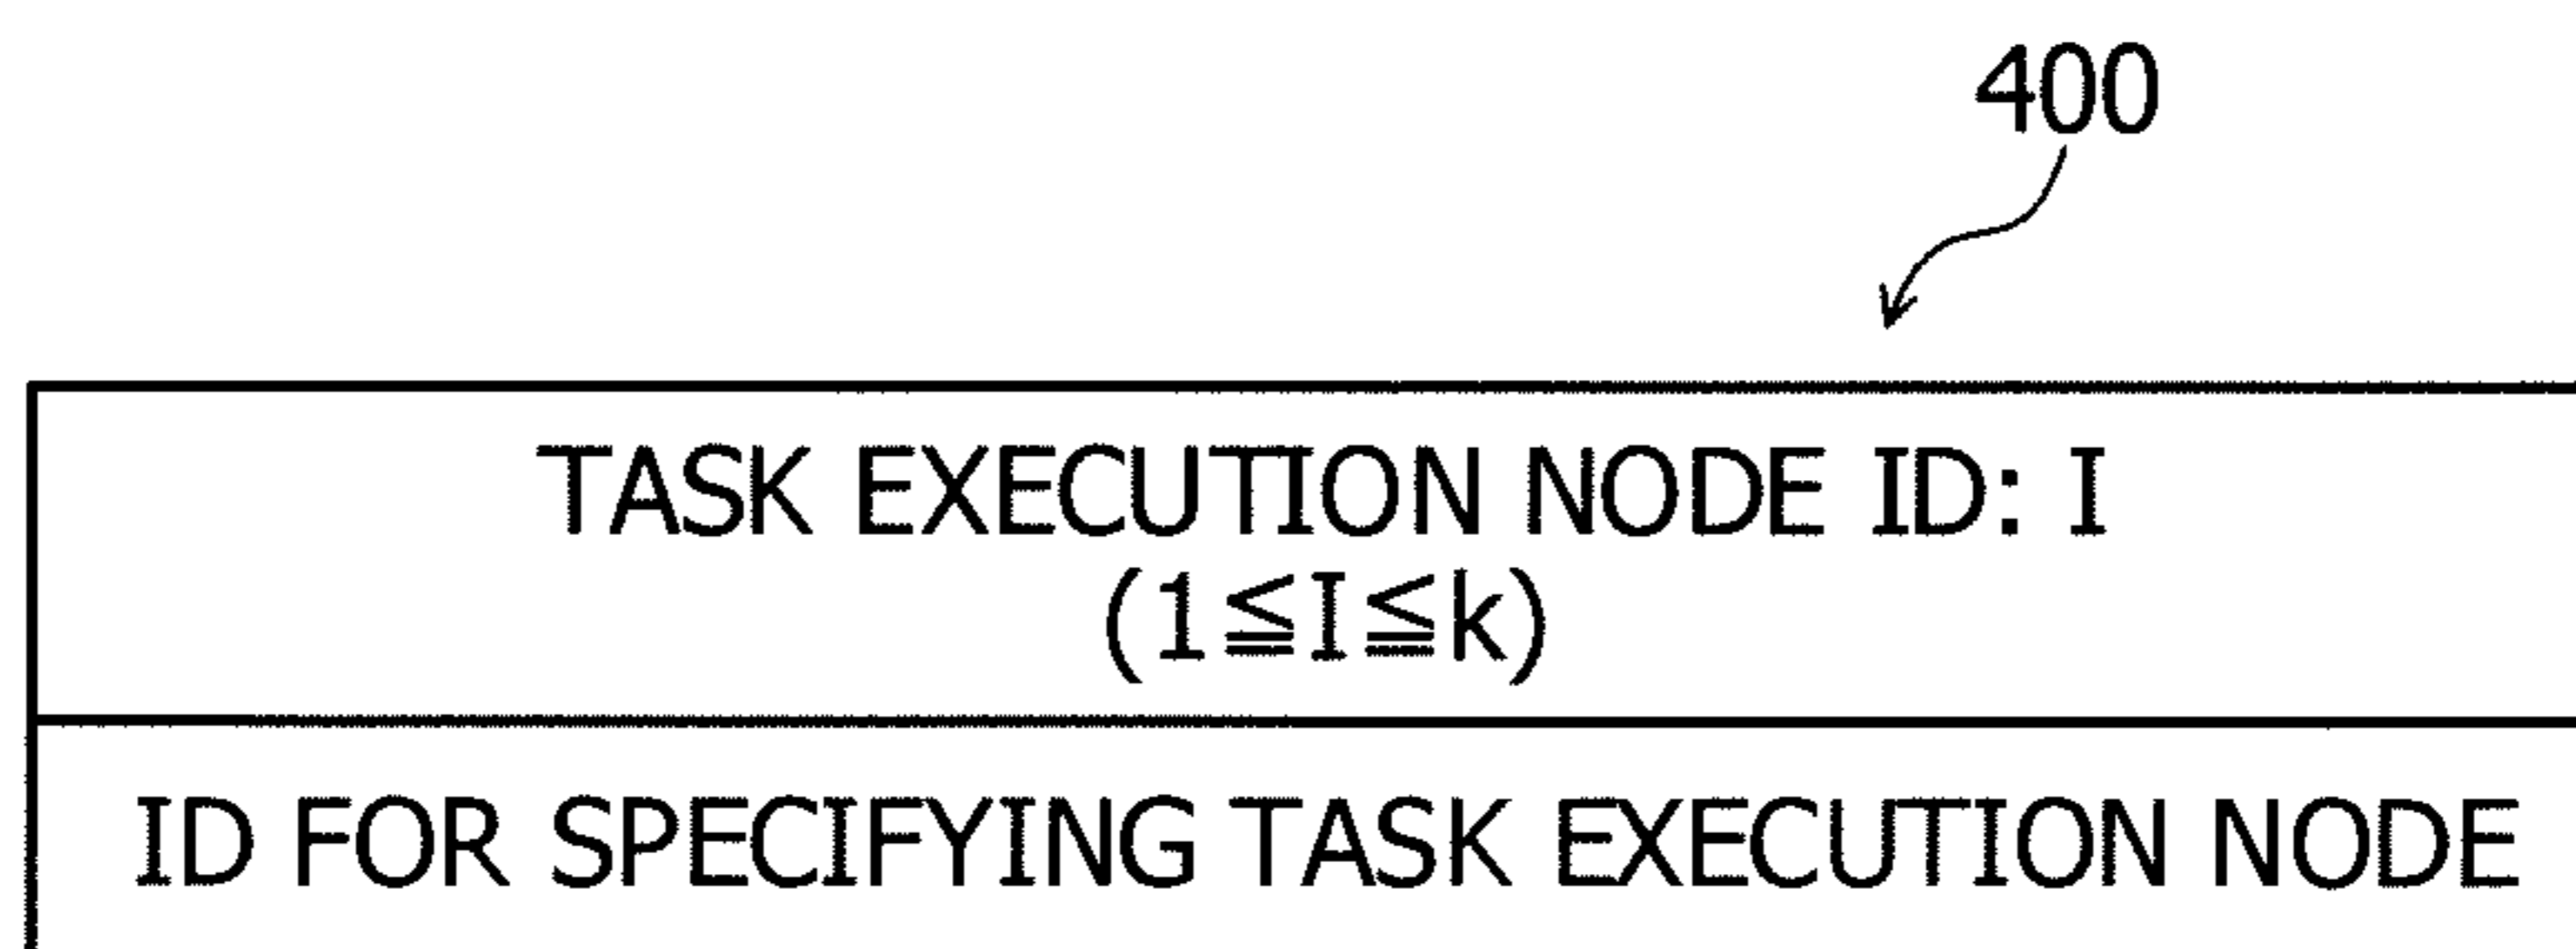 400
TASK EXECUTION NODE ID: I
(1≦I≦k)
ID FOR SPECIFYING TASK EXECUTION NODE